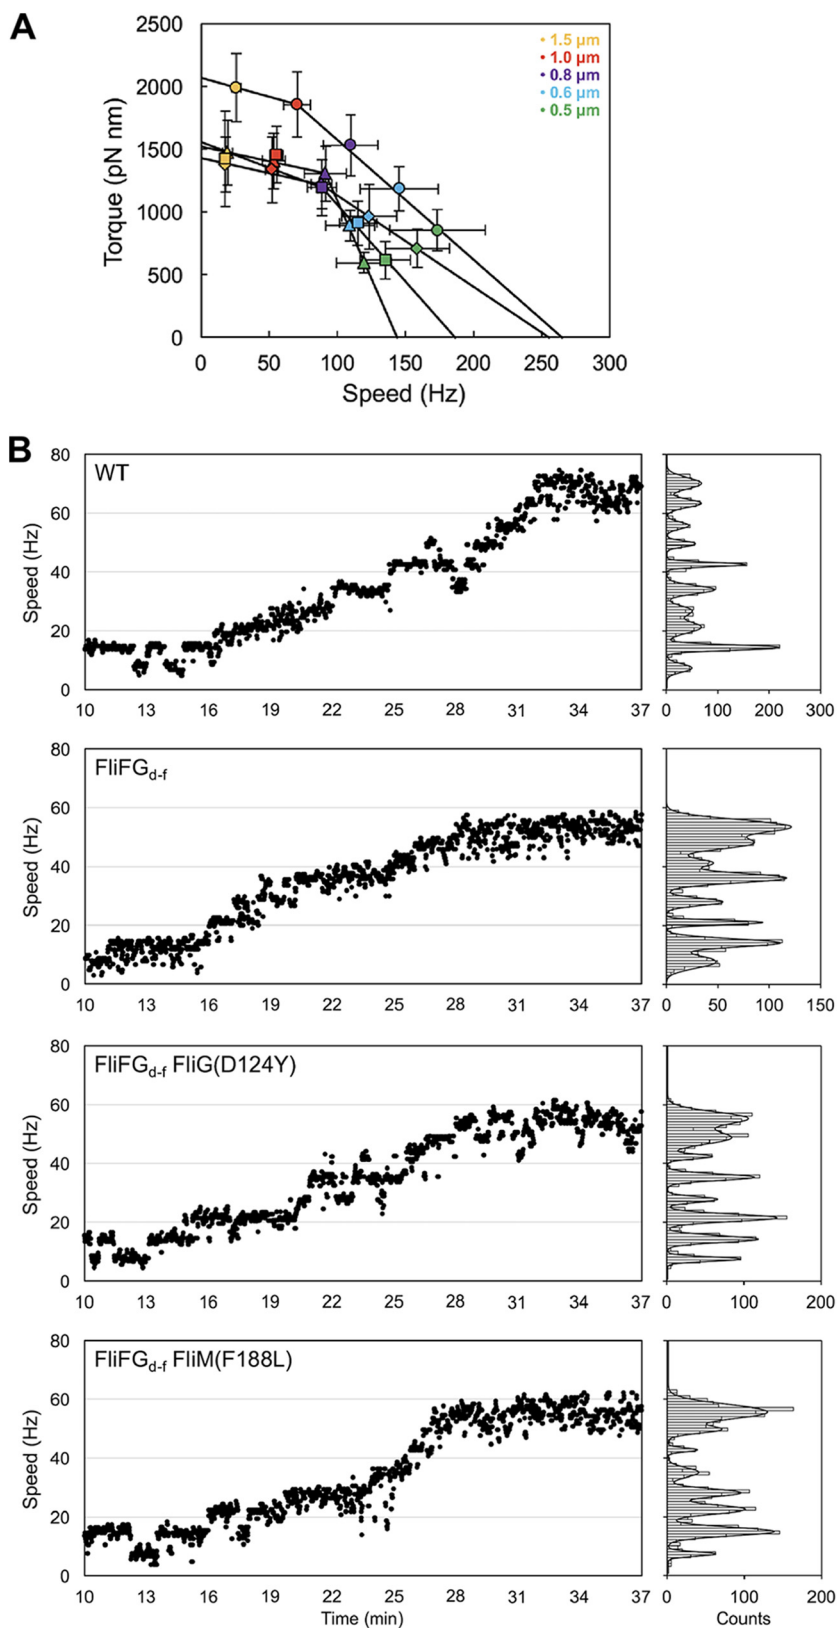 A
2500
2000
1500
1000
500
0
Torque (pN nm)
0 50 100 150 200 250 300
Speed (Hz)
• 1.5 µm
• 1.0 µm
• 0.8 µm
• 0.6 µm
• 0.5 µm
B
WT
80
60
40
20
0
Speed (Hz)
10 13 16 19 22 25 28 31 34 37
0 100 200 300
FliFGd-f
80
60
40
20
0
Speed (Hz)
10 13 16 19 22 25 28 31 34 37
0 50 100 150
FliFGd-f FliG(D124Y)
80
60
40
20
0
Speed (Hz)
10 13 16 19 22 25 28 31 34 37
0 100 200
FliFGd-f FliM(F188L)
80
60
40
20
0
Speed (Hz)
10 13 16 19 22 25 28 31 34 37
Time (min)
0 100 200
Counts